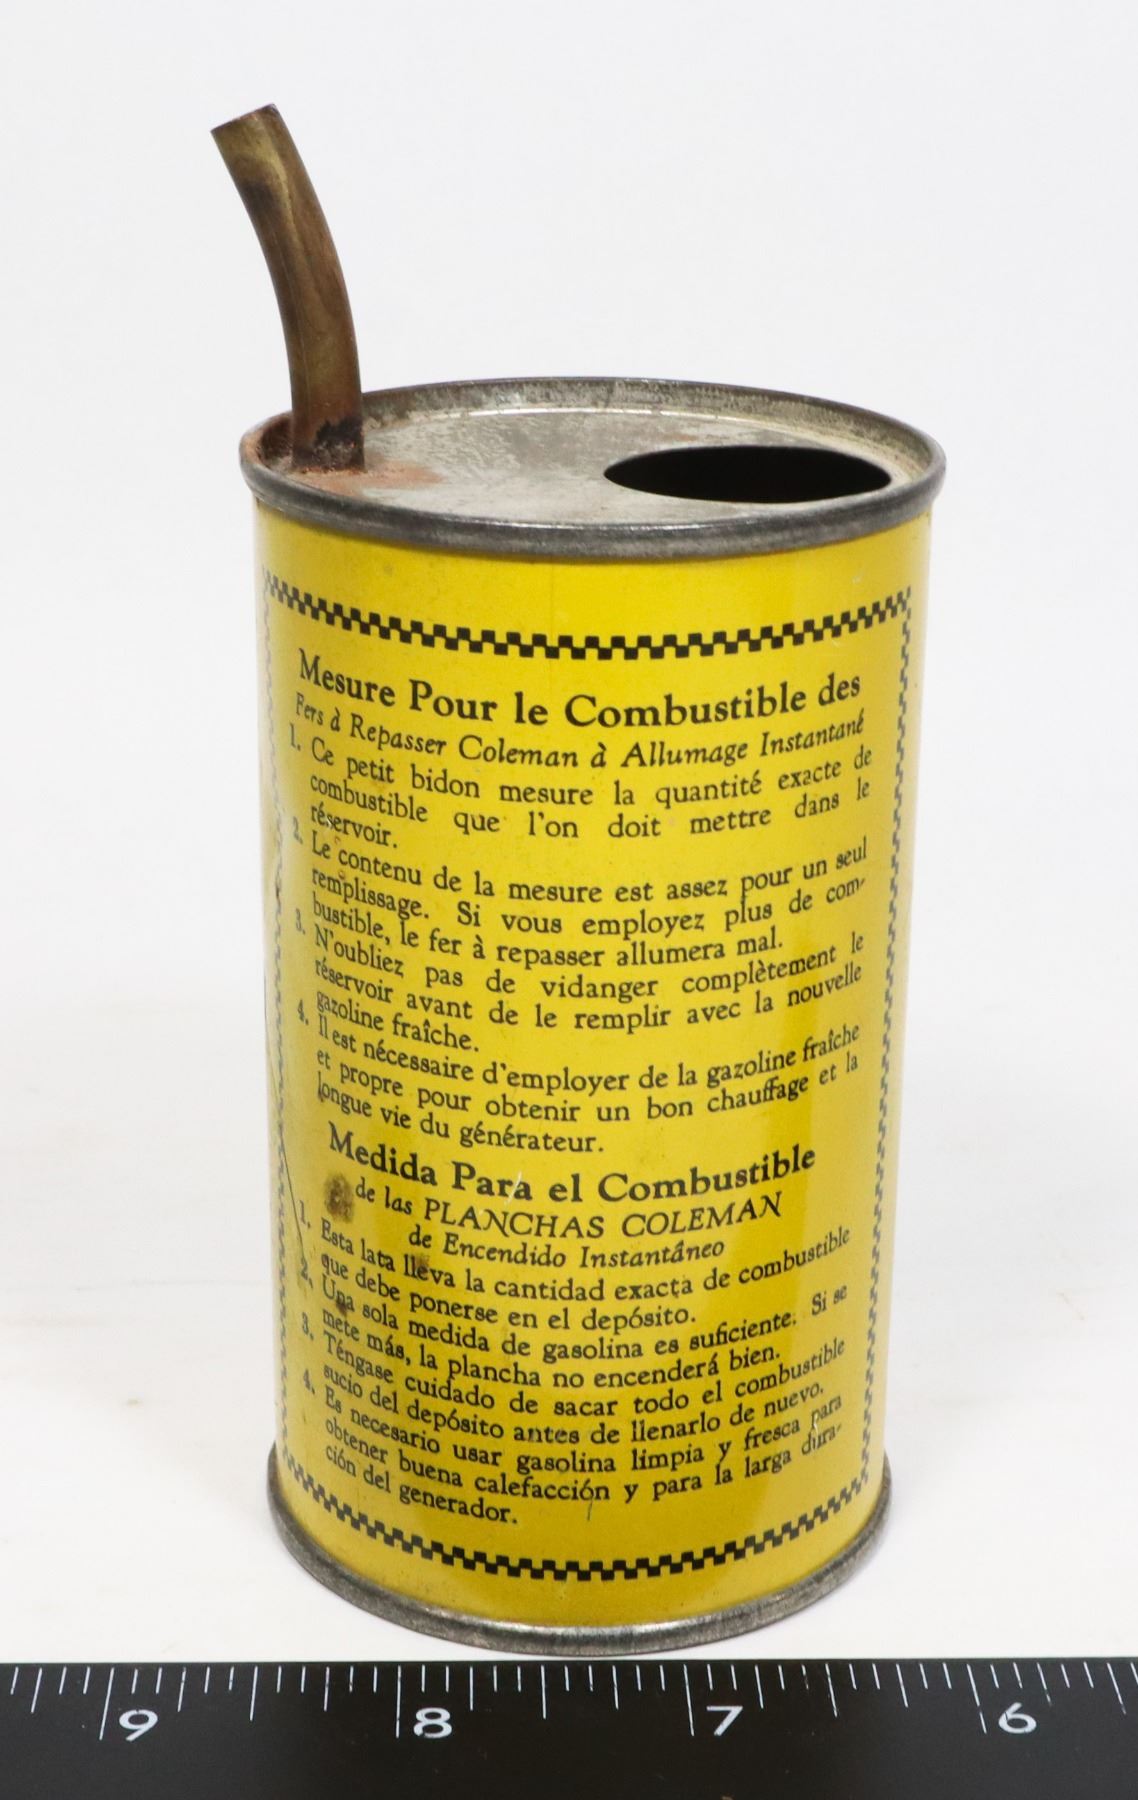 Mesure Pour le Combustible des
Fers à Repasser Coleman à Allumage Instantané
1. Ce petit bidon mesure la quantité exacte de
combustible que l'on doit mettre dans le
réservoir.
2. Le contenu de la mesure est assez pour un seul
remplissage. Si vous employez plus de com-
bustible, le fer à repasser allumera mal.
3. N'oubliez pas de vidanger complètement le
réservoir avant de le remplir avec la nouvelle
gazoline fraîche.
4. Il est nécessaire d'employer de la gazoline fraîche
et propre pour obtenir un bon chauffage et la
longue vie du générateur.
Medida Para el Combustible
de las PLANCHAS COLEMAN
de Encendido Instantâneo
1. Esta lata lleva la cantidad exacta de combustible
que debe ponerse en el depósito.
2. Una sola medida de gasolina es suficiente: Si se
mete más, la plancha no encenderá bien.
3. Téngase cuidado de sacar todo el combustible
sucio del depósito antes de llenarlo de nuevo.
4. Es necesario usar gasolina limpia y fresca para
obtener buena calefacción y para la larga dura-
ción del generador.
9 8 7 6